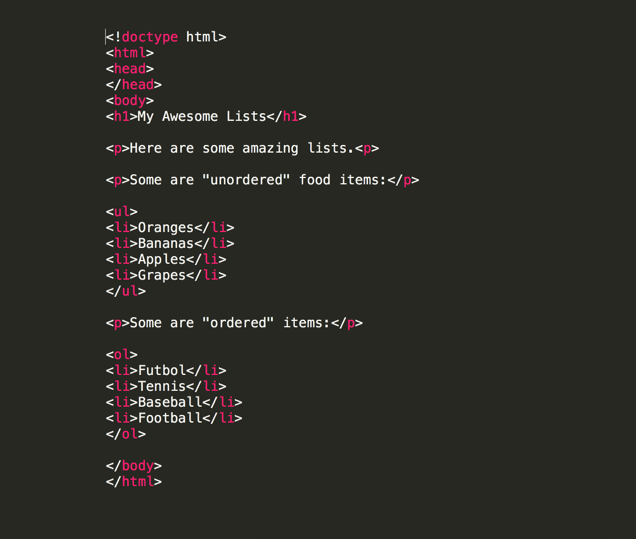 <!doctype html>
<html>
<head>
</head>
<body>
<h1>My Awesome Lists</h1>
<p>Here are some amazing lists.<p>
<p>Some are "unordered" food items:</p>
<ul>
<li>Oranges</li>
<li>Bananas</li>
<li>Apples</li>
<li>Grapes</li>
</ul>
<p>Some are "ordered" items:</p>
<ol>
<li>Futbol</li>
<li>Tennis</li>
<li>Baseball</li>
<li>Football</li>
</ol>
</body>
</html>